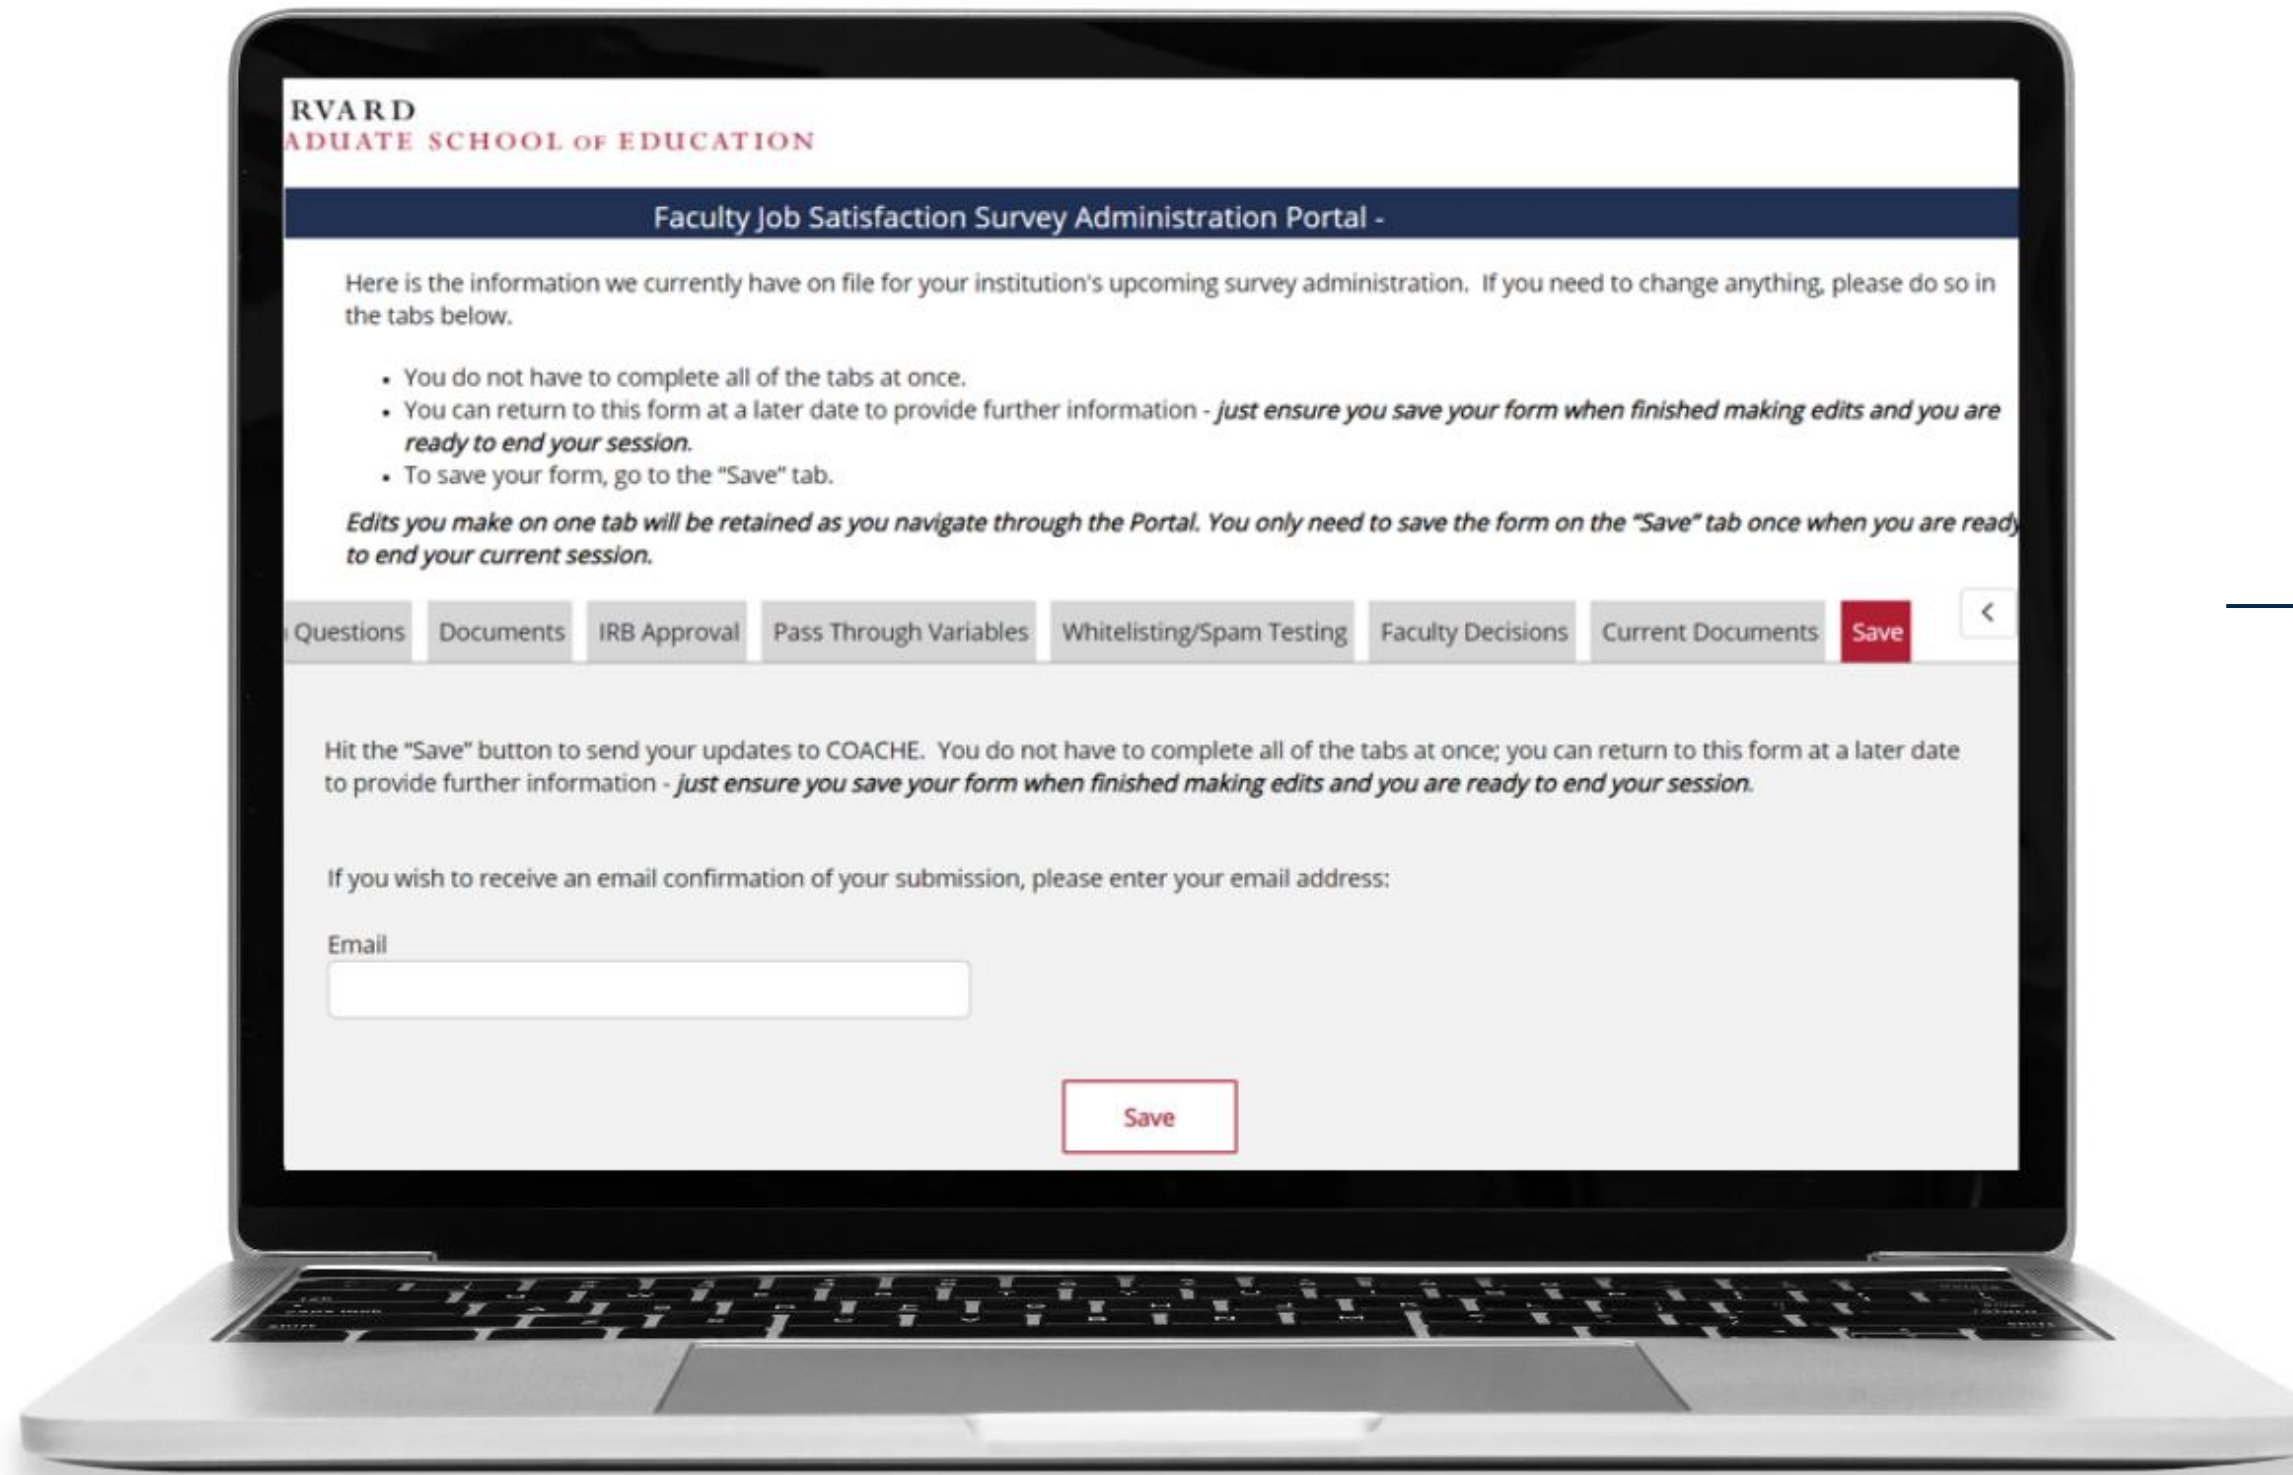 RVARD
ADUATE SCHOOL OF EDUCATION
Faculty Job Satisfaction Survey Administration Portal -
Here is the information we currently have on file for your institution's upcoming survey administration. If you need to change anything, please do so in
the tabs below.
• You do not have to complete all of the tabs at once.
• You can return to this form at a later date to provide further information - just ensure you save your form when finished making edits and you are
ready to end your session.
• To save your form, go to the “Save” tab.
Edits you make on one tab will be retained as you navigate through the Portal. You only need to save the form on the “Save” tab once when you are ready
to end your current session.
Questions Documents IRB Approval Pass Through Variables Whitelisting/Spam Testing Faculty Decisions Current Documents Save <
Hit the “Save” button to send your updates to COACHE. You do not have to complete all of the tabs at once; you can return to this form at a later date
to provide further information - just ensure you save your form when finished making edits and you are ready to end your session.
If you wish to receive an email confirmation of your submission, please enter your email address:
Email
Save